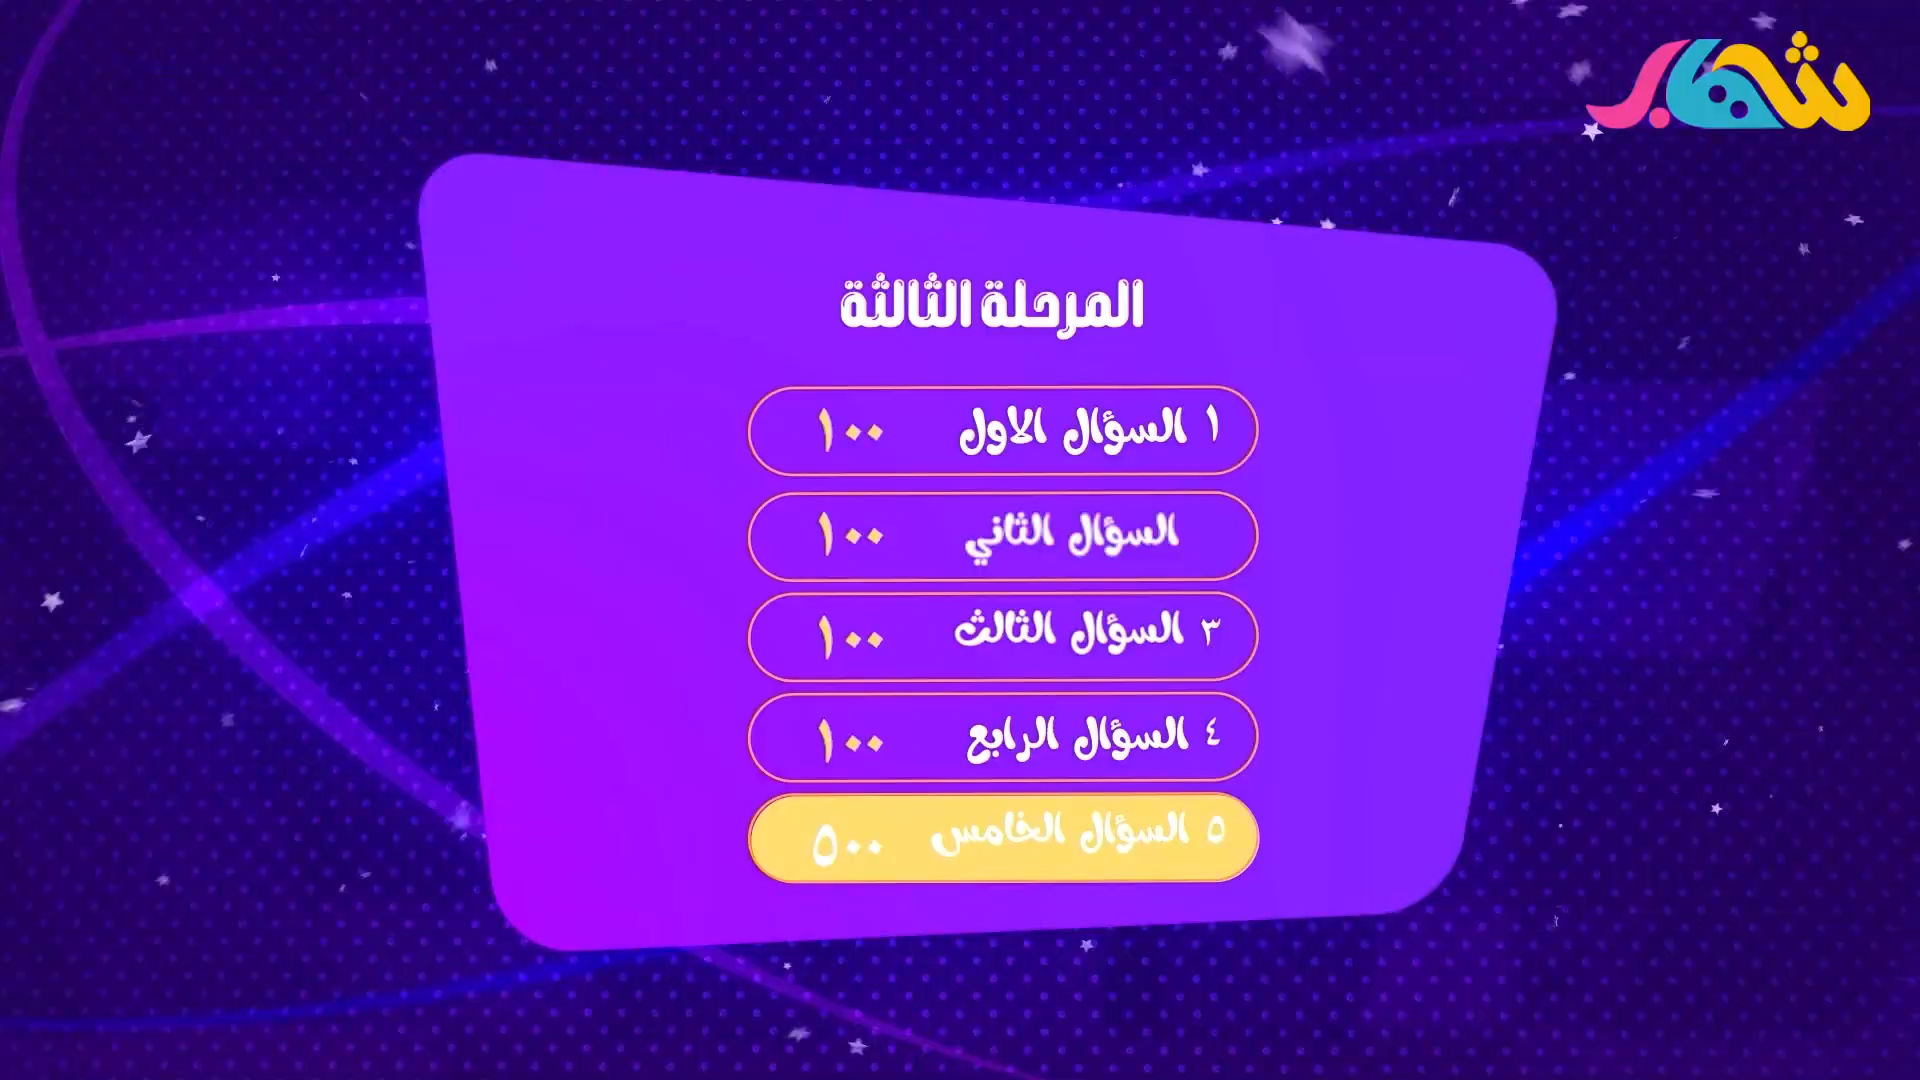 شهاب
المرحلة الثالثة
١ السؤال الاول ١٠٠
السؤال الثاني ١٠٠
٣ السؤال الثالث ١٠٠
٤ السؤال الرابع ١٠٠
٥ السؤال الخامس ٥٠٠